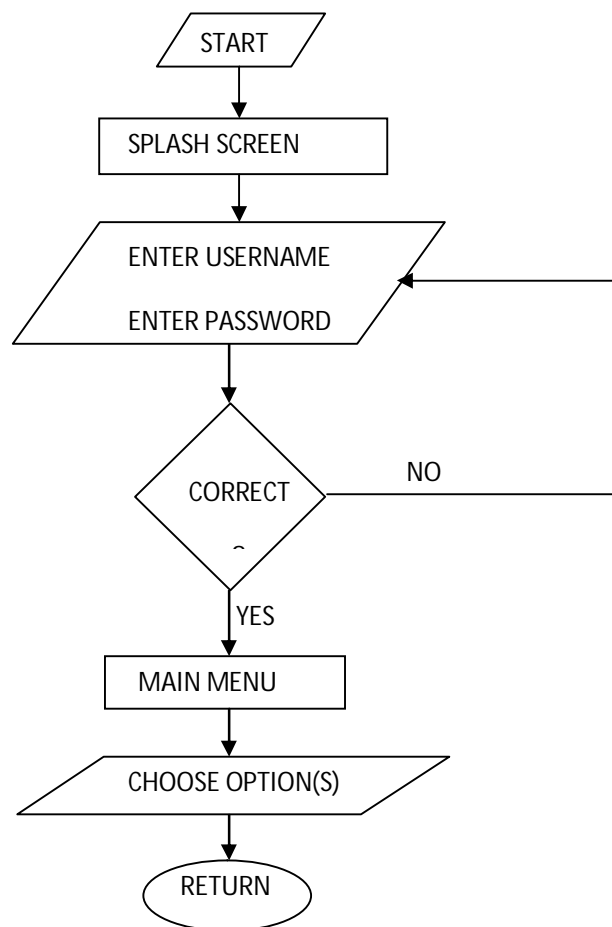 START
SPLASH SCREEN
ENTER USERNAME
ENTER PASSWORD
CORRECT
NO
YES
MAIN MENU
CHOOSE OPTION(S)
RETURN